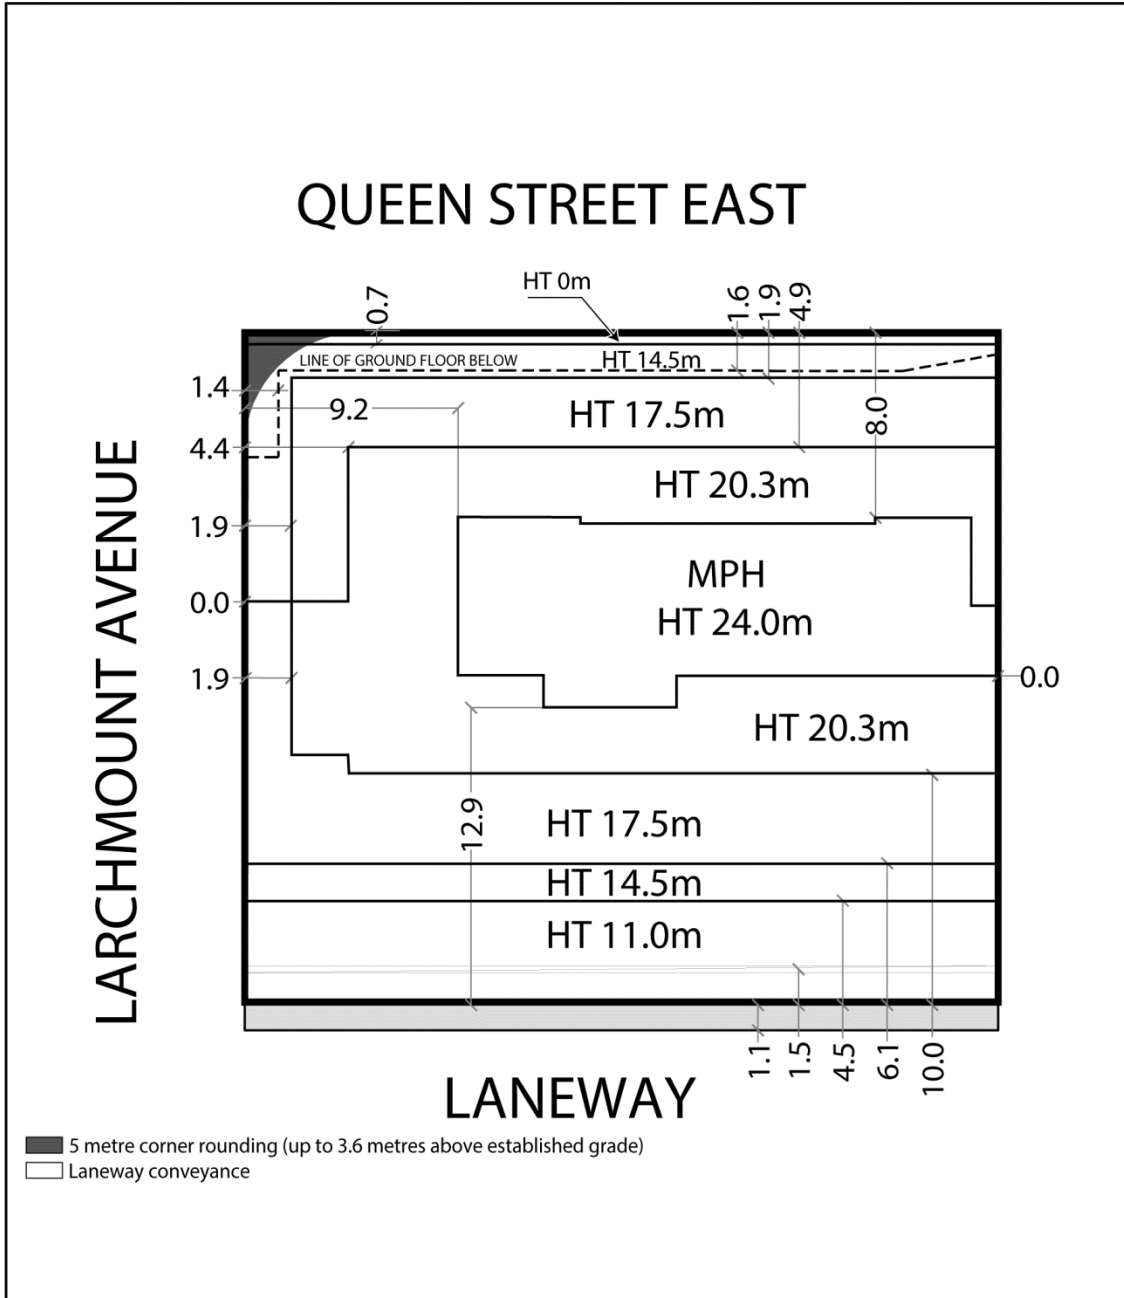 QUEEN STREET EAST
HT 0m
0.7
1.6
1.9
4.9
LINE OF GROUND FLOOR BELOW
HT 14.5m
1.4
9.2
HT 17.5m
8.0
4.4
HT 20.3m
1.9
MPH
0.0
HT 24.0m
1.9
0.0
HT 20.3m
LARCHMOUNT AVENUE
12.9
HT 17.5m
HT 14.5m
HT 11.0m
1.1
1.5
4.5
6.1
10.0
LANEWAY
5 metre corner rounding (up to 3.6 metres above established grade)
Laneway conveyance